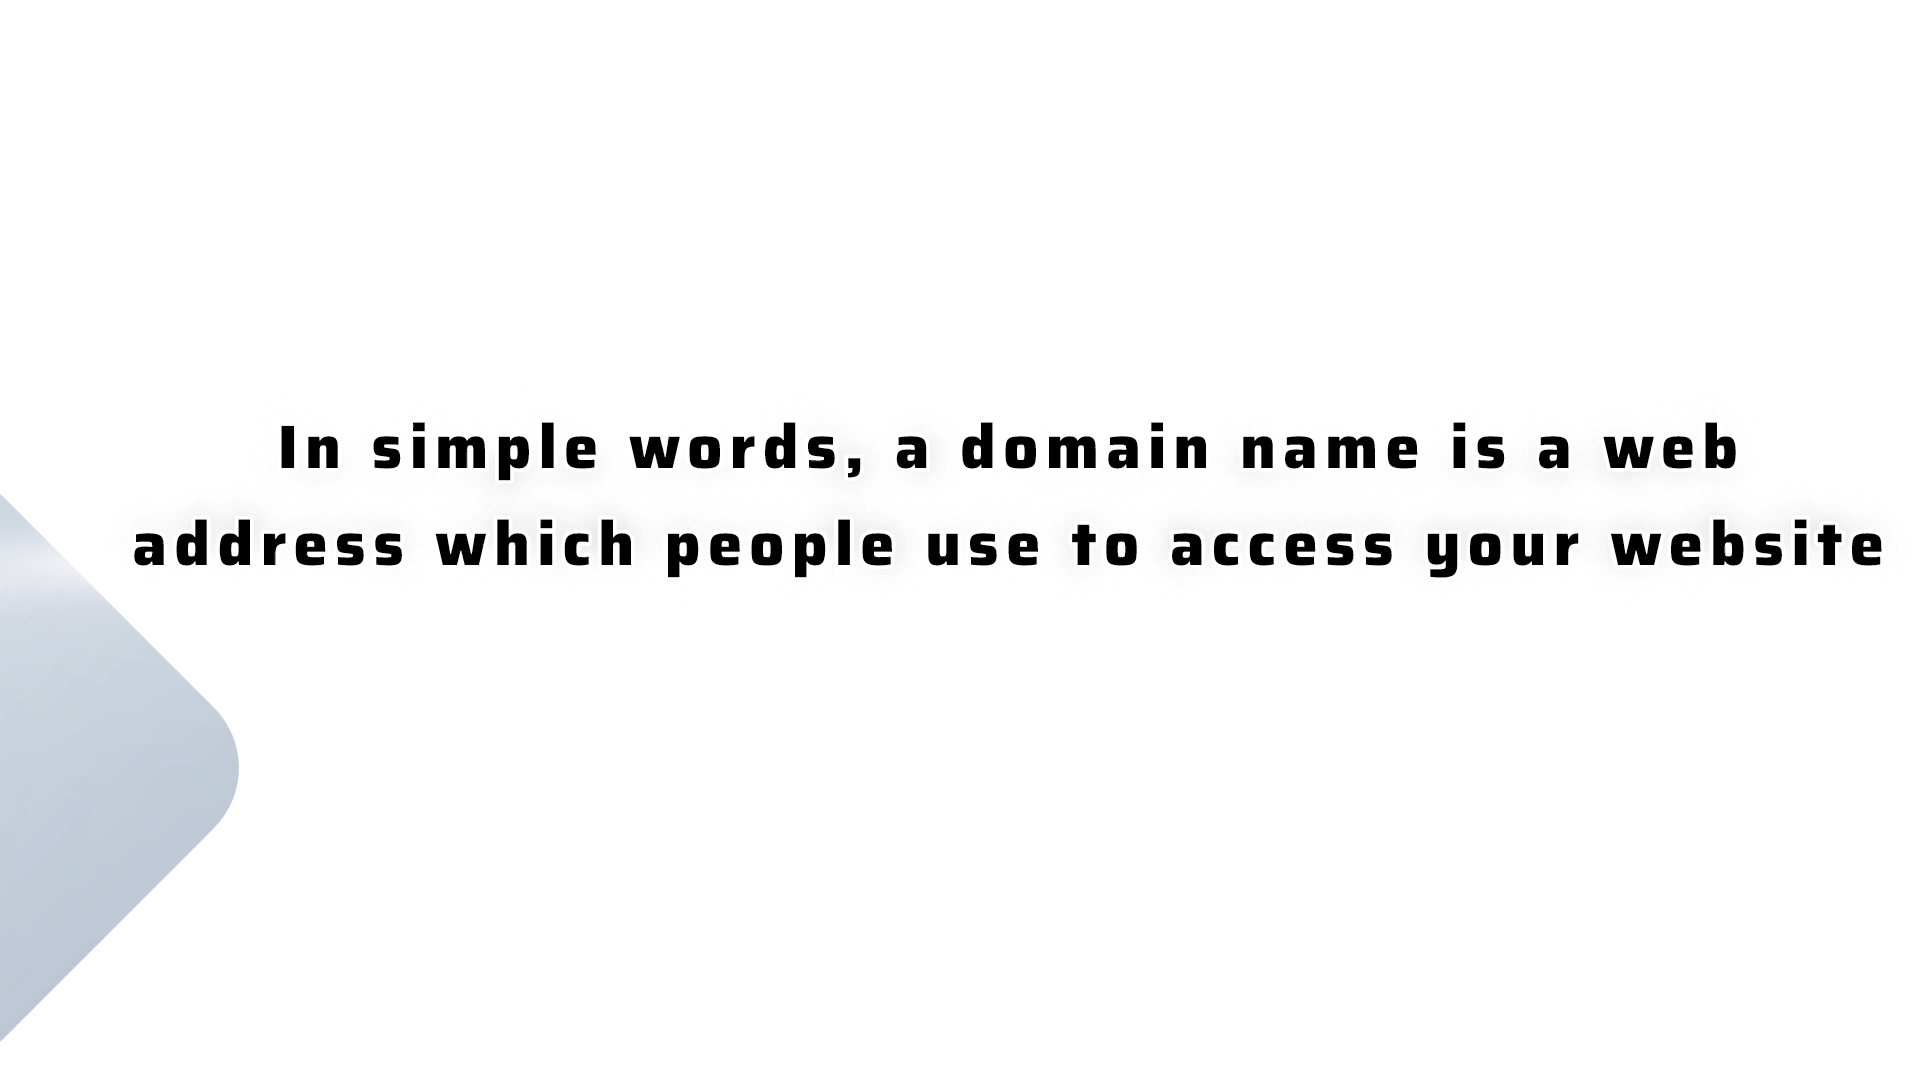 In simple words, a domain name is a web
address which people use to access your website